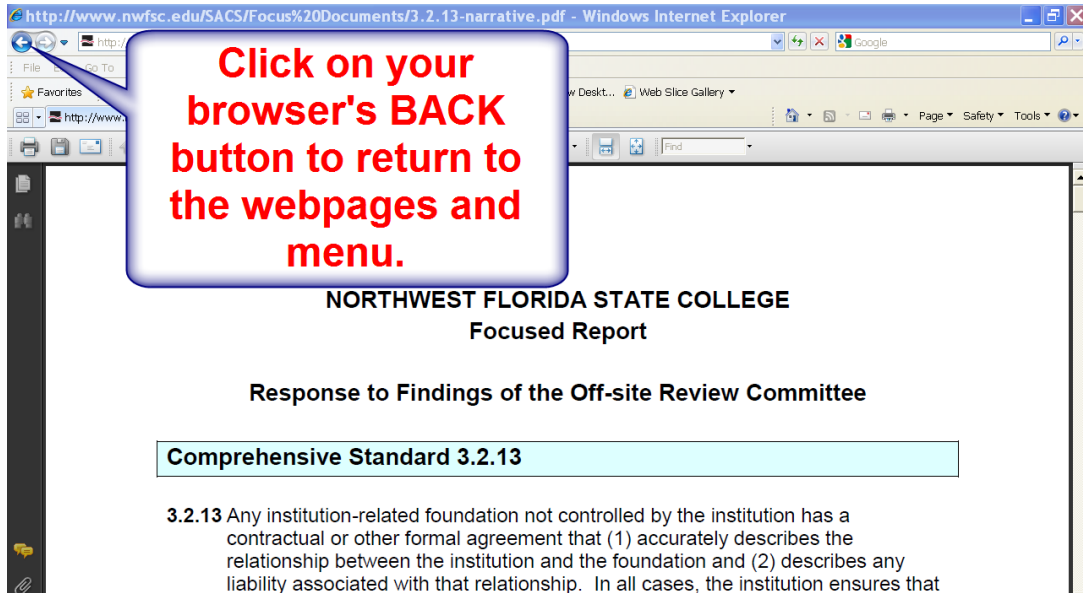 http://www.nwfsc.edu/SACS/Focus%20Documents/3.2.13-narrative.pdf - Windows Internet Explorer
http:/
Google
File
Go To
Favorites
w Deskt...
Web Slice Gallery
http://www.
Page
Safety
Tools
Find
Click on your
browser's BACK
button to return to
the webpages and
menu.
NORTHWEST FLORIDA STATE COLLEGE
Focused Report
Response to Findings of the Off-site Review Committee
Comprehensive Standard 3.2.13
3.2.13 Any institution-related foundation not controlled by the institution has a
contractual or other formal agreement that (1) accurately describes the
relationship between the institution and the foundation and (2) describes any
liability associated with that relationship. In all cases, the institution ensures that